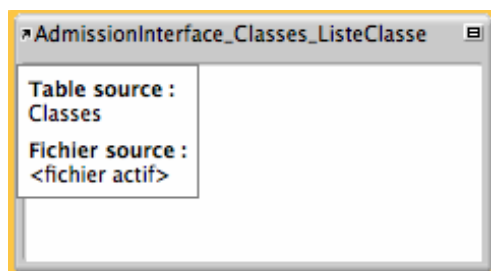 AdmissionInterface_Classes_ListeClasse
Table source :
Classes
Fichier source :
<fichier actif>